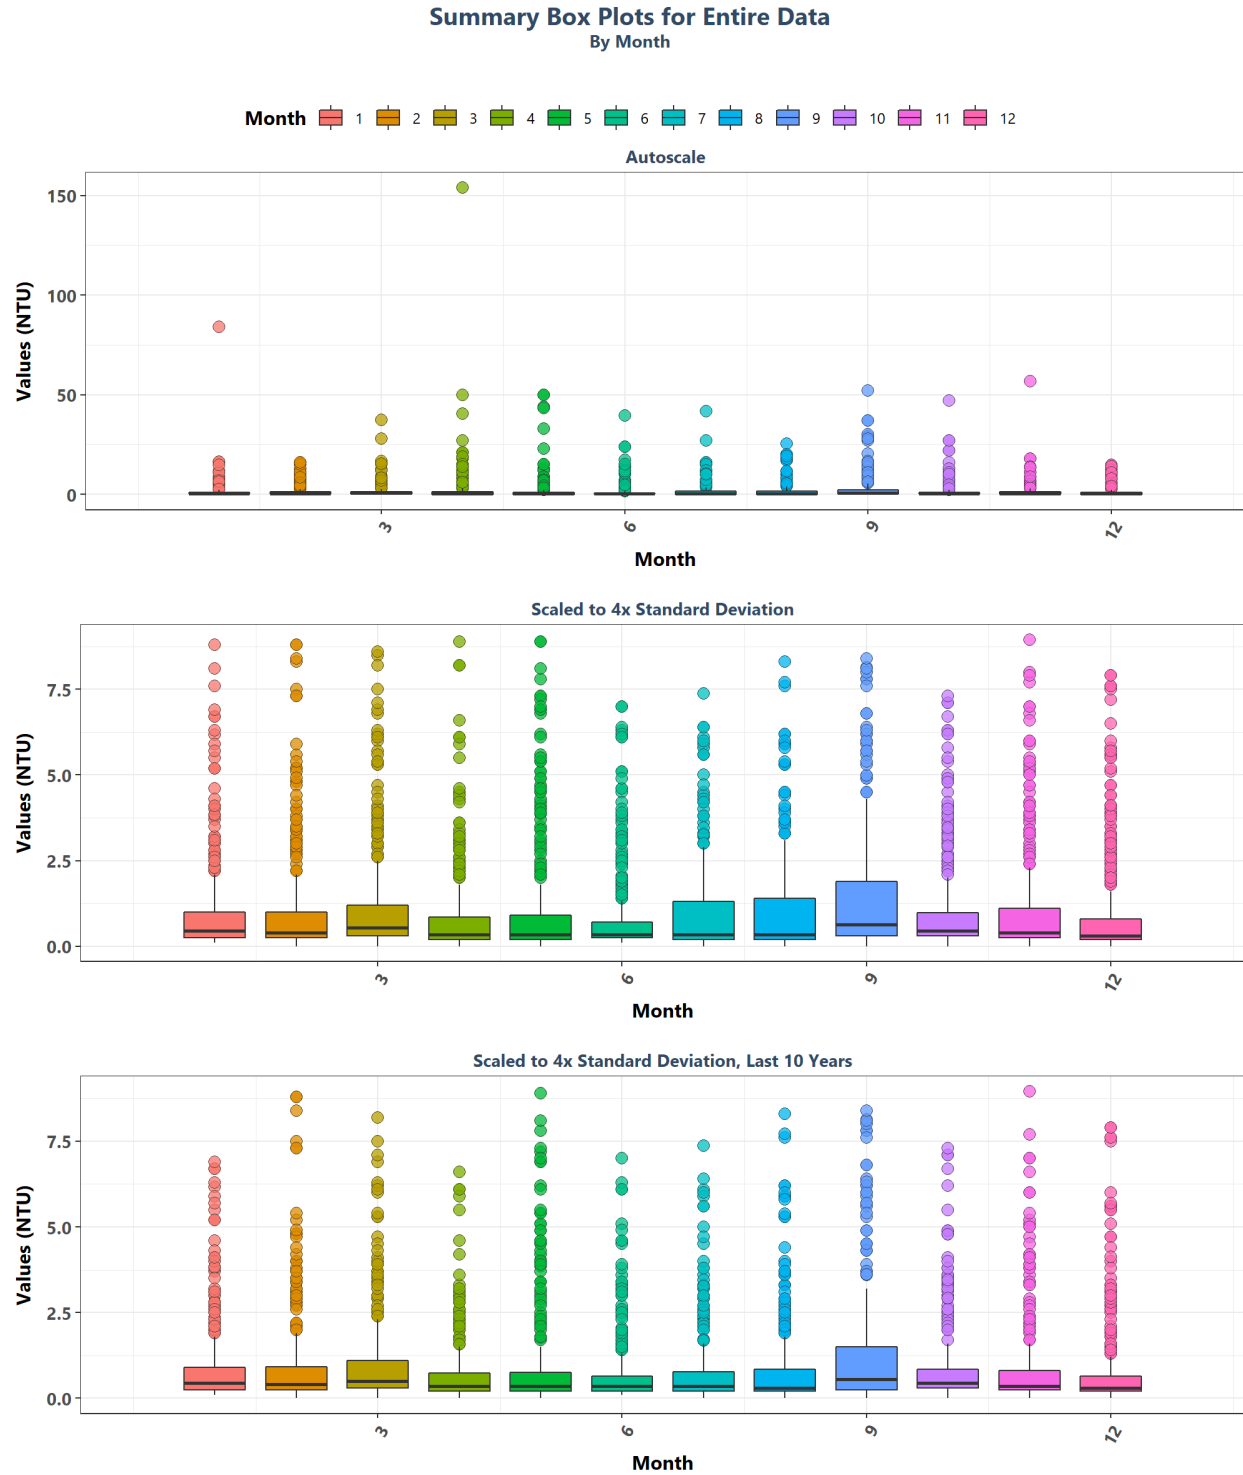 Summary Box Plots for Entire Data
By Month
Month 1 2 3 4 5 6 7 8 9 10 11 12
Autoscale
Values (NTU)
150
100
50
0
3 6 9 12
Month
Scaled to 4x Standard Deviation
Values (NTU)
7.5
5.0
2.5
0.0
3 6 9 12
Month
Scaled to 4x Standard Deviation, Last 10 Years
Values (NTU)
7.5
5.0
2.5
0.0
3 6 9 12
Month